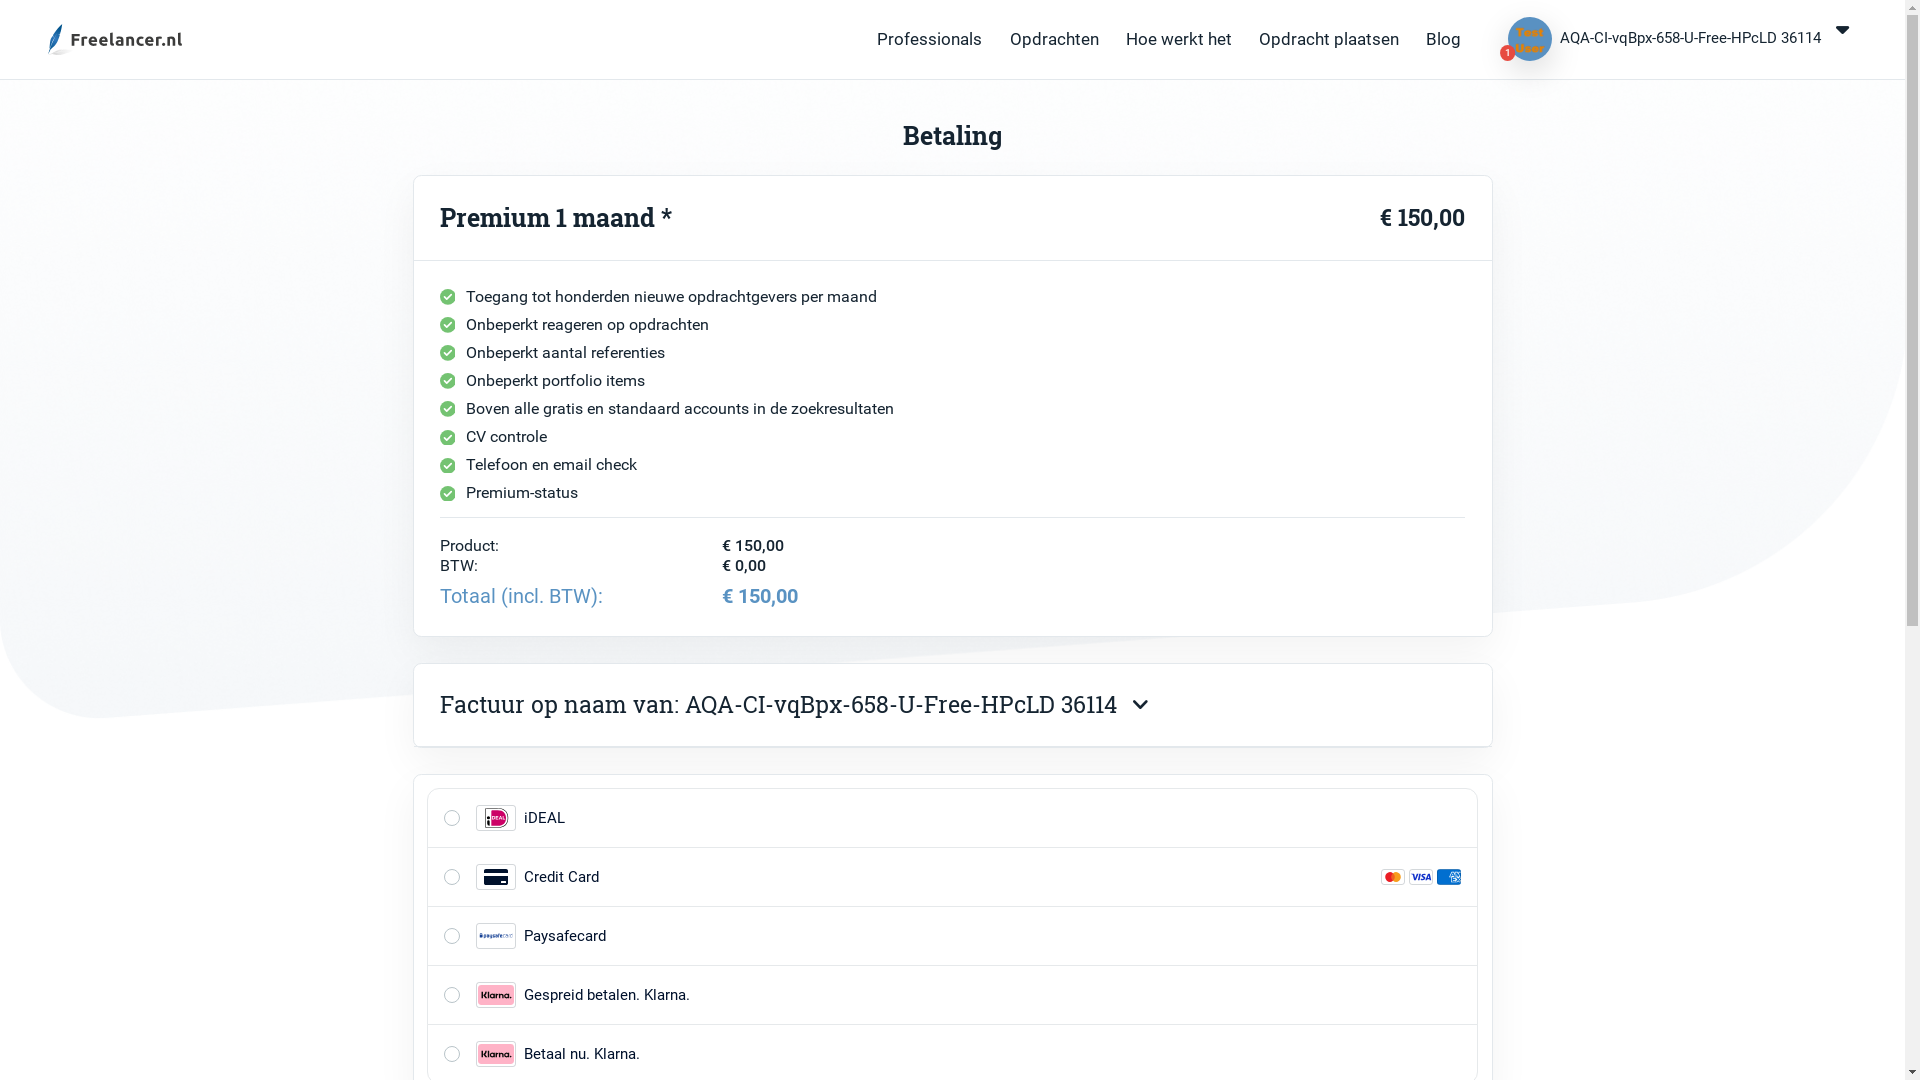 Freelancer.nl
Professionals Opdrachten Hoe werkt het Opdracht plaatsen Blog
Test User
1
AQA-CI-vqBpx-658-U-Free-HPcLD 36114
Betaling
Premium 1 maand * € 150,00
Toegang tot honderden nieuwe opdrachtgevers per maand
Onbeperkt reageren op opdrachten
Onbeperkt aantal referenties
Onbeperkt portfolio items
Boven alle gratis en standaard accounts in de zoekresultaten
CV controle
Telefoon en email check
Premium-status
Product: € 150,00
BTW: € 0,00
Totaal (incl. BTW): € 150,00
Factuur op naam van: AQA-CI-vqBpx-658-U-Free-HPcLD 36114
iDEAL iDEAL
Credit Card VISA
paysafecard Paysafecard
Klarna. Gespreid betalen. Klarna.
Klarna. Betaal nu. Klarna.